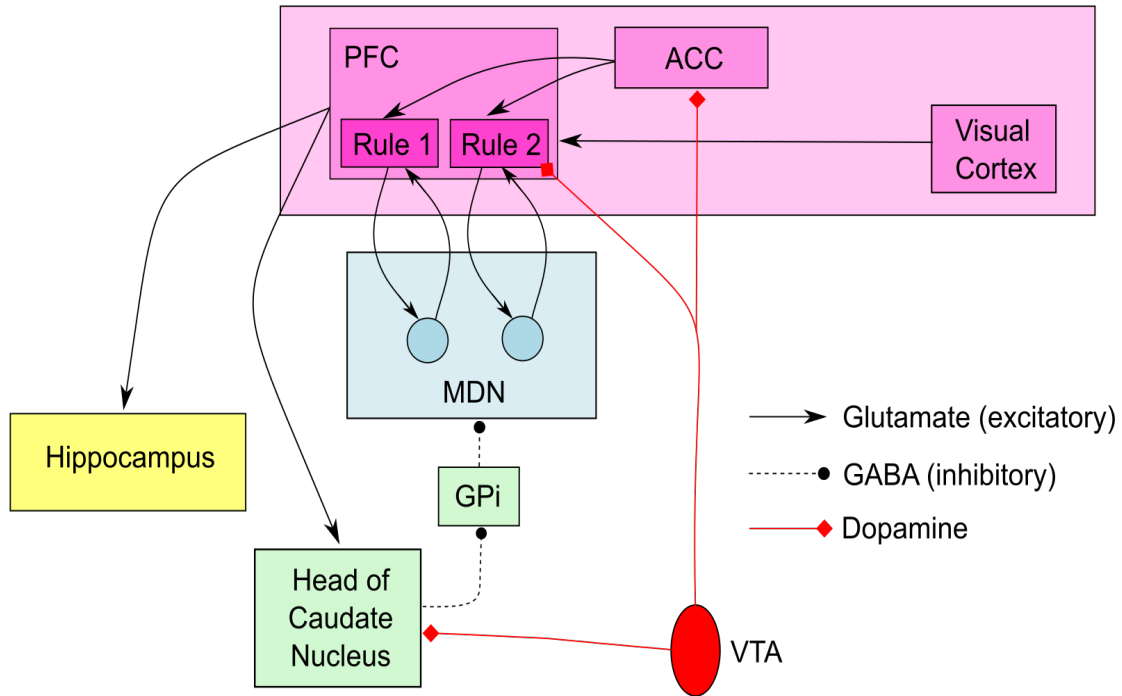 PFC
ACC
Rule 1
Rule 2
Visual
Cortex
MDN
Hippocampus
GPi
Head of
Caudate
Nucleus
VTA
Glutamate (excitatory)
GABA (inhibitory)
Dopamine